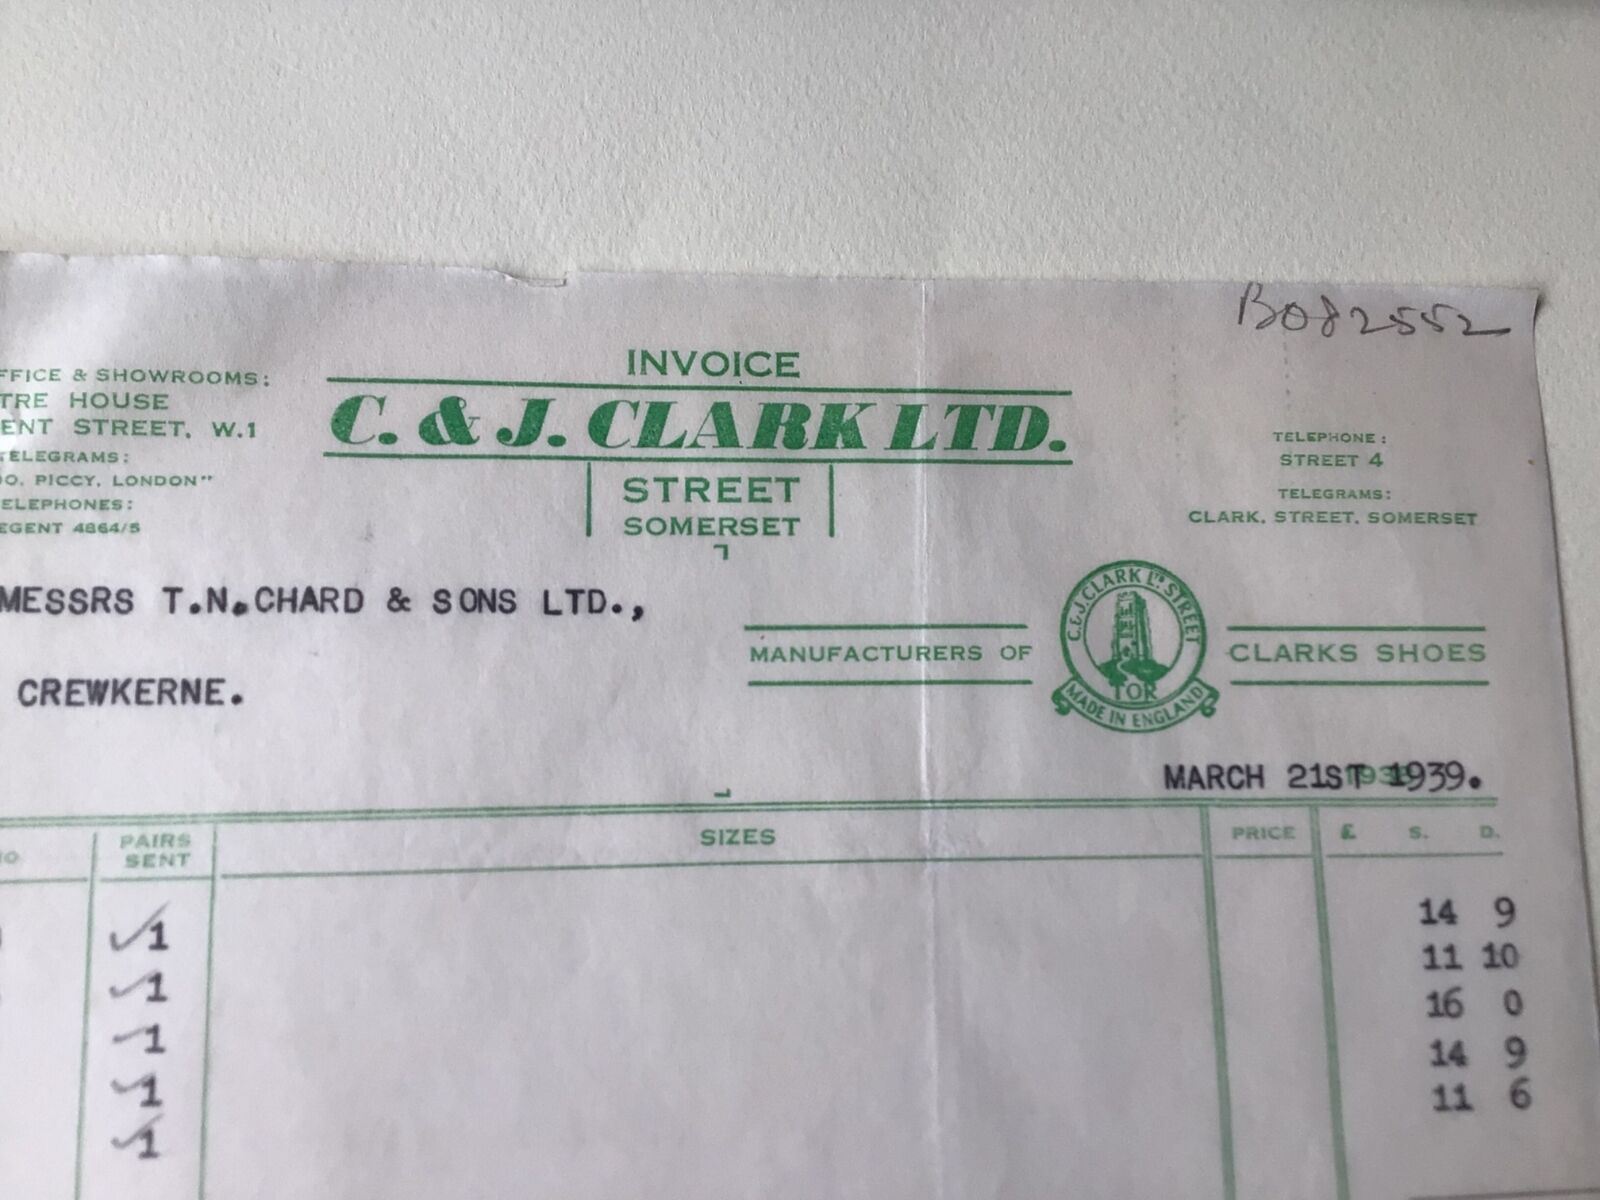 B082552
INVOICE
C. & J. CLARK LTD.
STREET
SOMERSET
FFICE & SHOWROOMS:
TRE HOUSE
ENT STREET, W.1
TELEGRAMS:
O, PICCY, LONDON"
ELEPHONES:
EGENT 4864/5
TELEPHONE:
STREET 4
TELEGRAMS:
CLARK, STREET, SOMERSET
MESSRS T.N.CHARD & SONS LTD.,
CREWKERNE.
MANUFACTURERS OF
C.&J.CLARK LTD. STREET
TOR
MADE IN ENGLAND
CLARKS SHOES
MARCH 21ST 1939.
PAIRS SENT SIZES PRICE £ S. D.
1 14 9
1 11 10
1 16 0
1 14 9
1 11 6